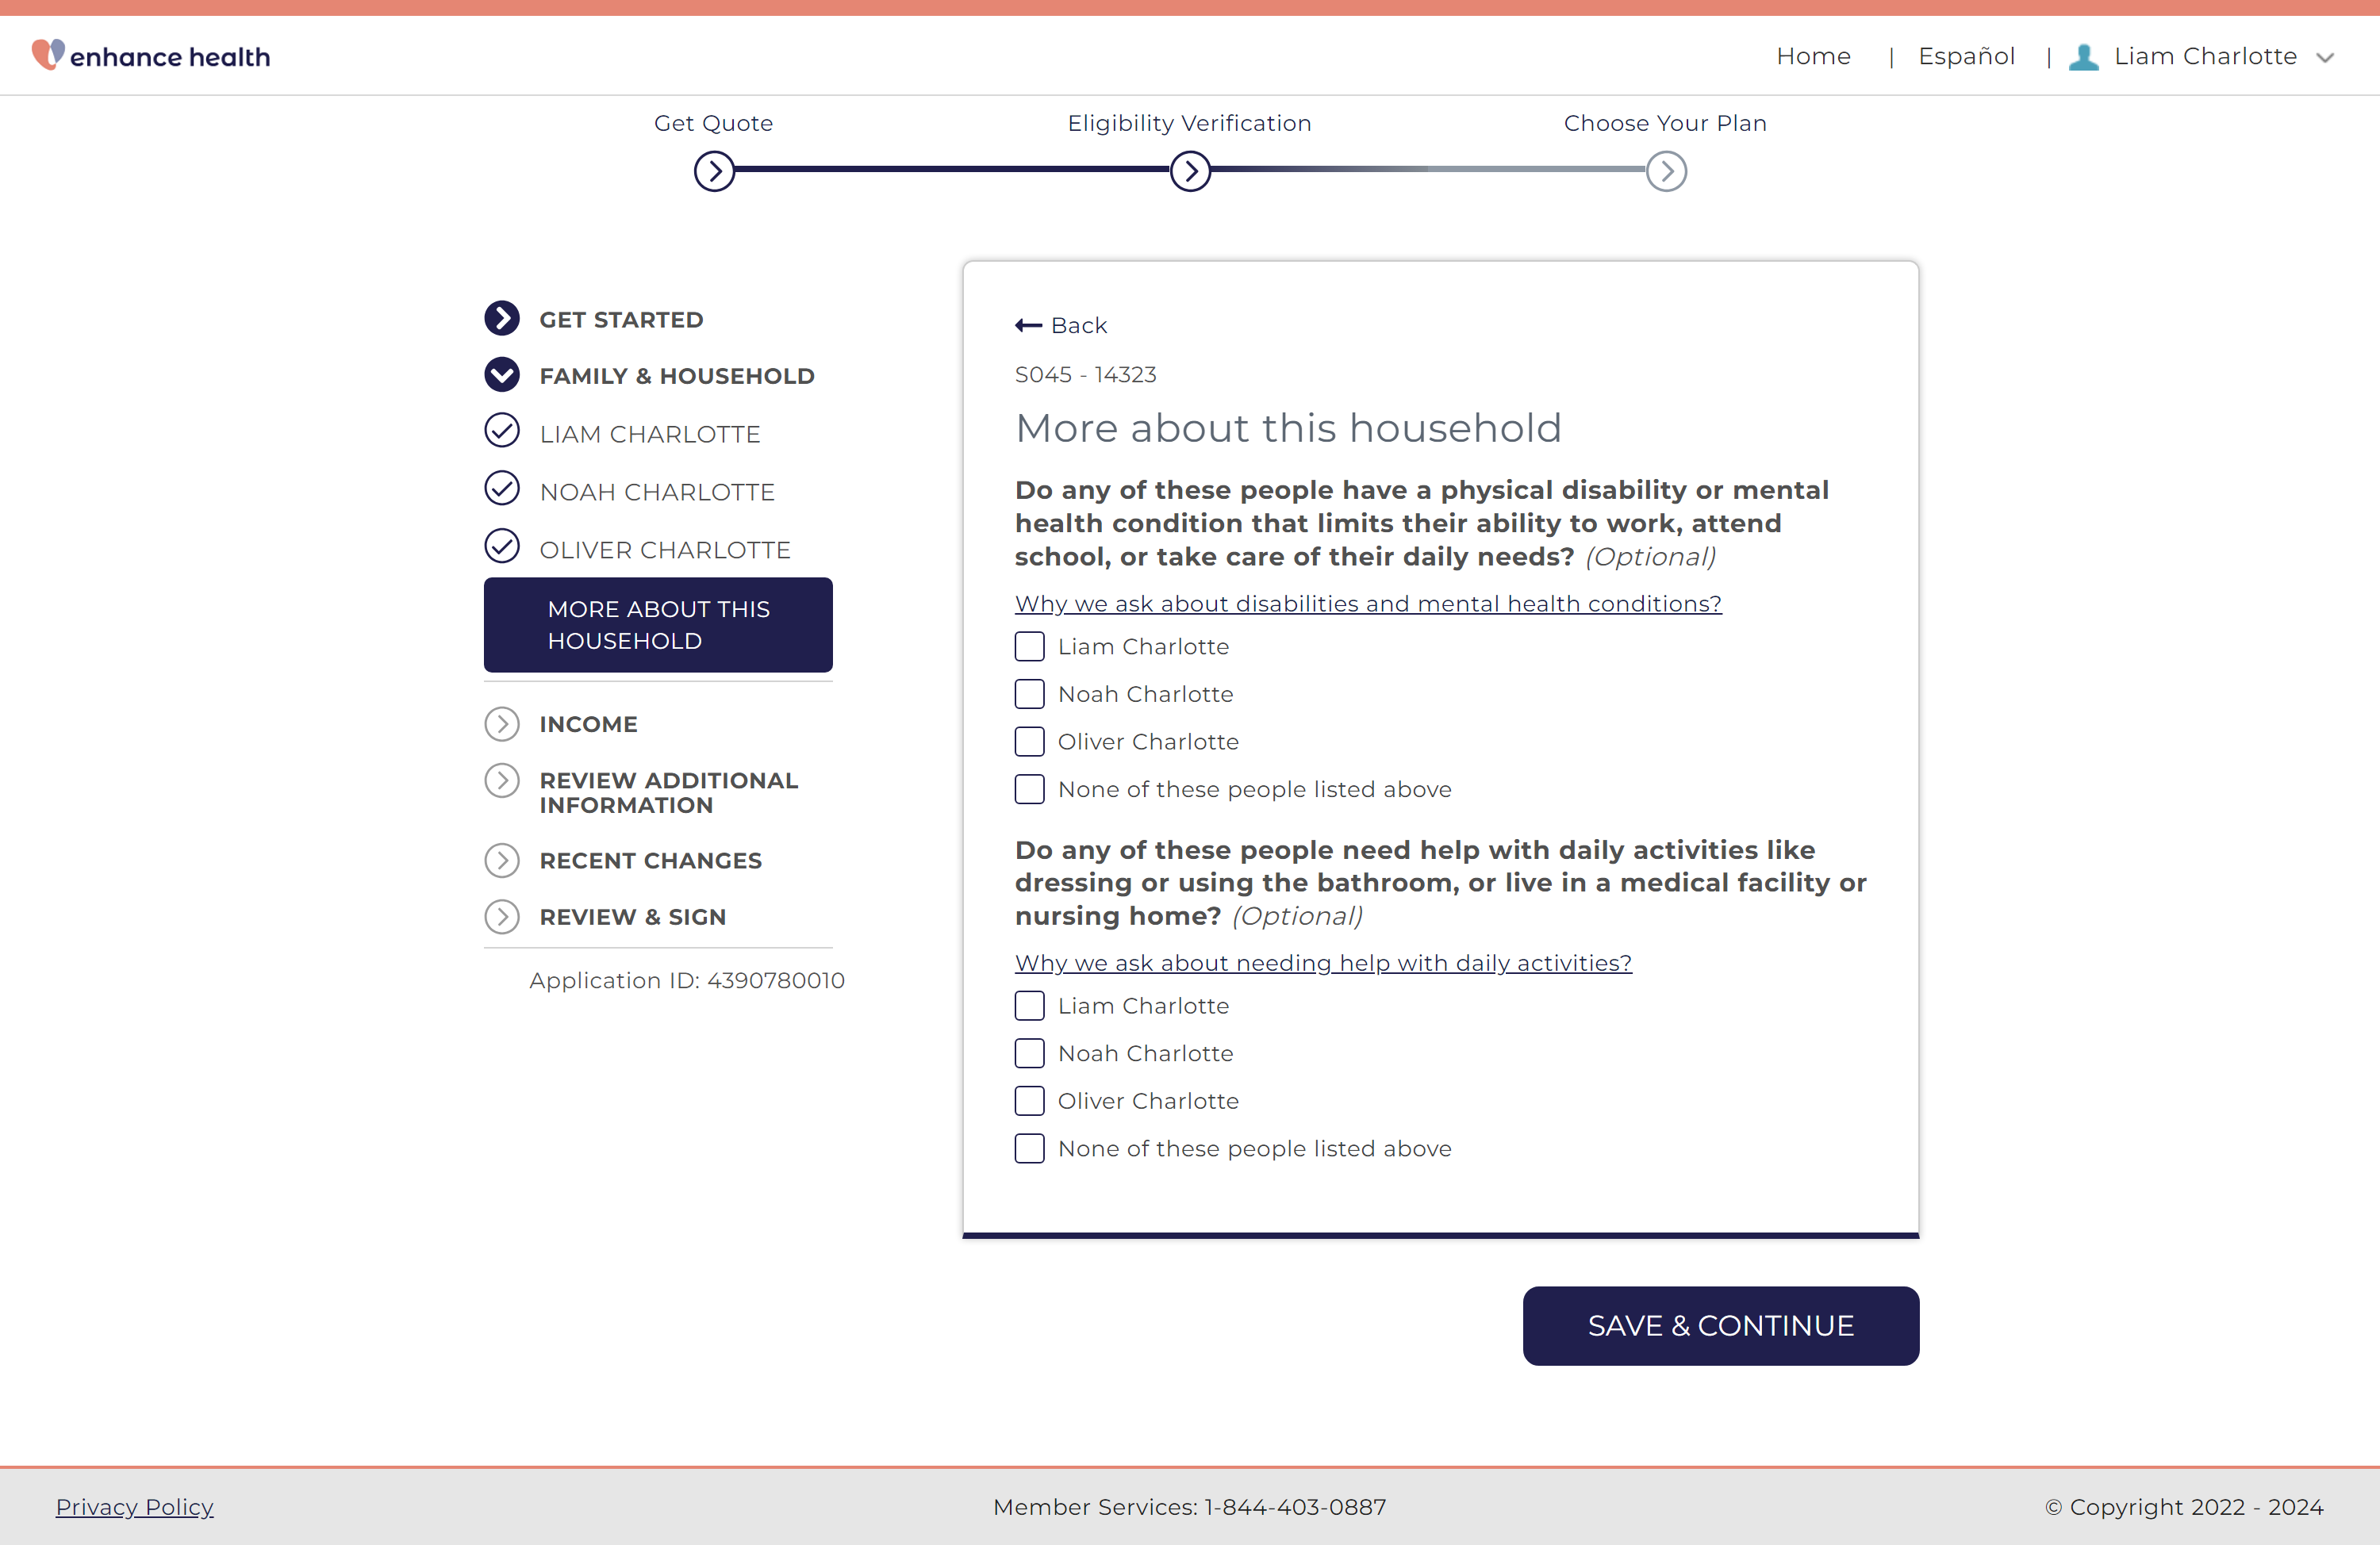 enhance health
Home | Español | Liam Charlotte
Get Quote
Eligibility Verification
Choose Your Plan
GET STARTED
FAMILY & HOUSEHOLD
LIAM CHARLOTTE
NOAH CHARLOTTE
OLIVER CHARLOTTE
MORE ABOUT THIS
HOUSEHOLD
INCOME
REVIEW ADDITIONAL
INFORMATION
RECENT CHANGES
REVIEW & SIGN
Application ID: 4390780010
Back
S045 - 14323
More about this household
Do any of these people have a physical disability or mental
health condition that limits their ability to work, attend
school, or take care of their daily needs? (Optional)
Why we ask about disabilities and mental health conditions?
Liam Charlotte
Noah Charlotte
Oliver Charlotte
None of these people listed above
Do any of these people need help with daily activities like
dressing or using the bathroom, or live in a medical facility or
nursing home? (Optional)
Why we ask about needing help with daily activities?
Liam Charlotte
Noah Charlotte
Oliver Charlotte
None of these people listed above
SAVE & CONTINUE
Privacy Policy
Member Services: 1-844-403-0887
© Copyright 2022 - 2024